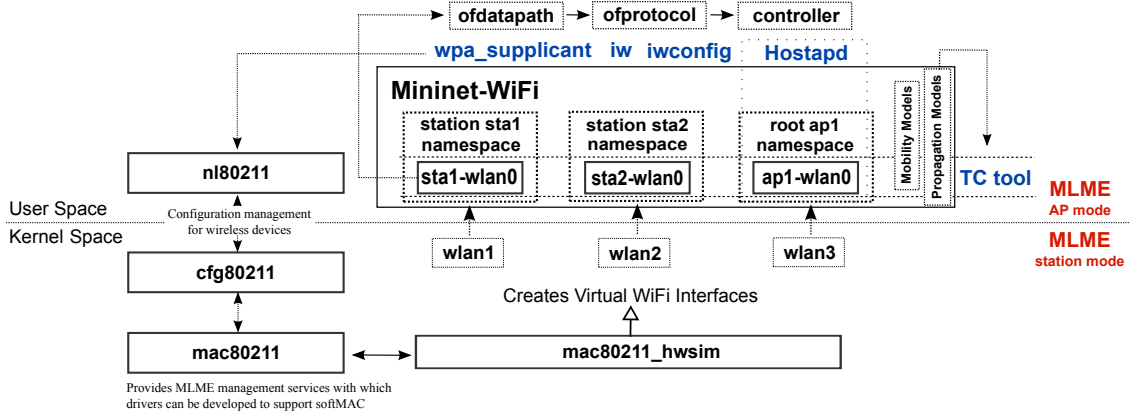 ofdatapath
ofprotocol
controller
wpa_supplicant iw iwconfig
Hostapd
Mininet-WiFi
station sta1
namespace
sta1-wlan0
station sta2
namespace
sta2-wlan0
root ap1
namespace
ap1-wlan0
Mobility Models
Propagation Models
TC tool
nl80211
MLME
AP mode
User Space
Configuration management
for wireless devices
Kernel Space
MLME
station mode
wlan1
wlan2
wlan3
cfg80211
Creates Virtual WiFi Interfaces
mac80211
mac80211_hwsim
Provides MLME management services with which
drivers can be developed to support softMAC